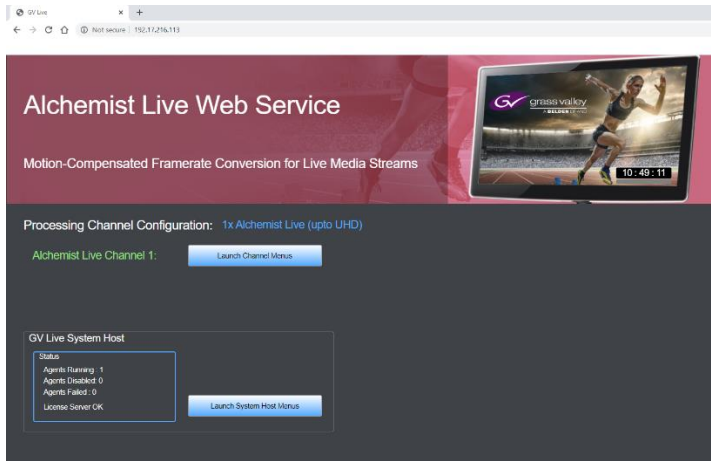 GV Live
Not secure | 192.17.216.113
Alchemist Live Web Service
Motion-Compensated Framerate Conversion for Live Media Streams
GV grass valley
A BELDEN BRAND
10 : 49 : 11
Processing Channel Configuration: 1x Alchemist Live (upto UHD)
Alchemist Live Channel 1: Launch Channel Menus
GV Live System Host
Status
Agents Running : 1
Agents Disabled: 0
Agents Failed : 0
License Server OK
Launch System Host Menus